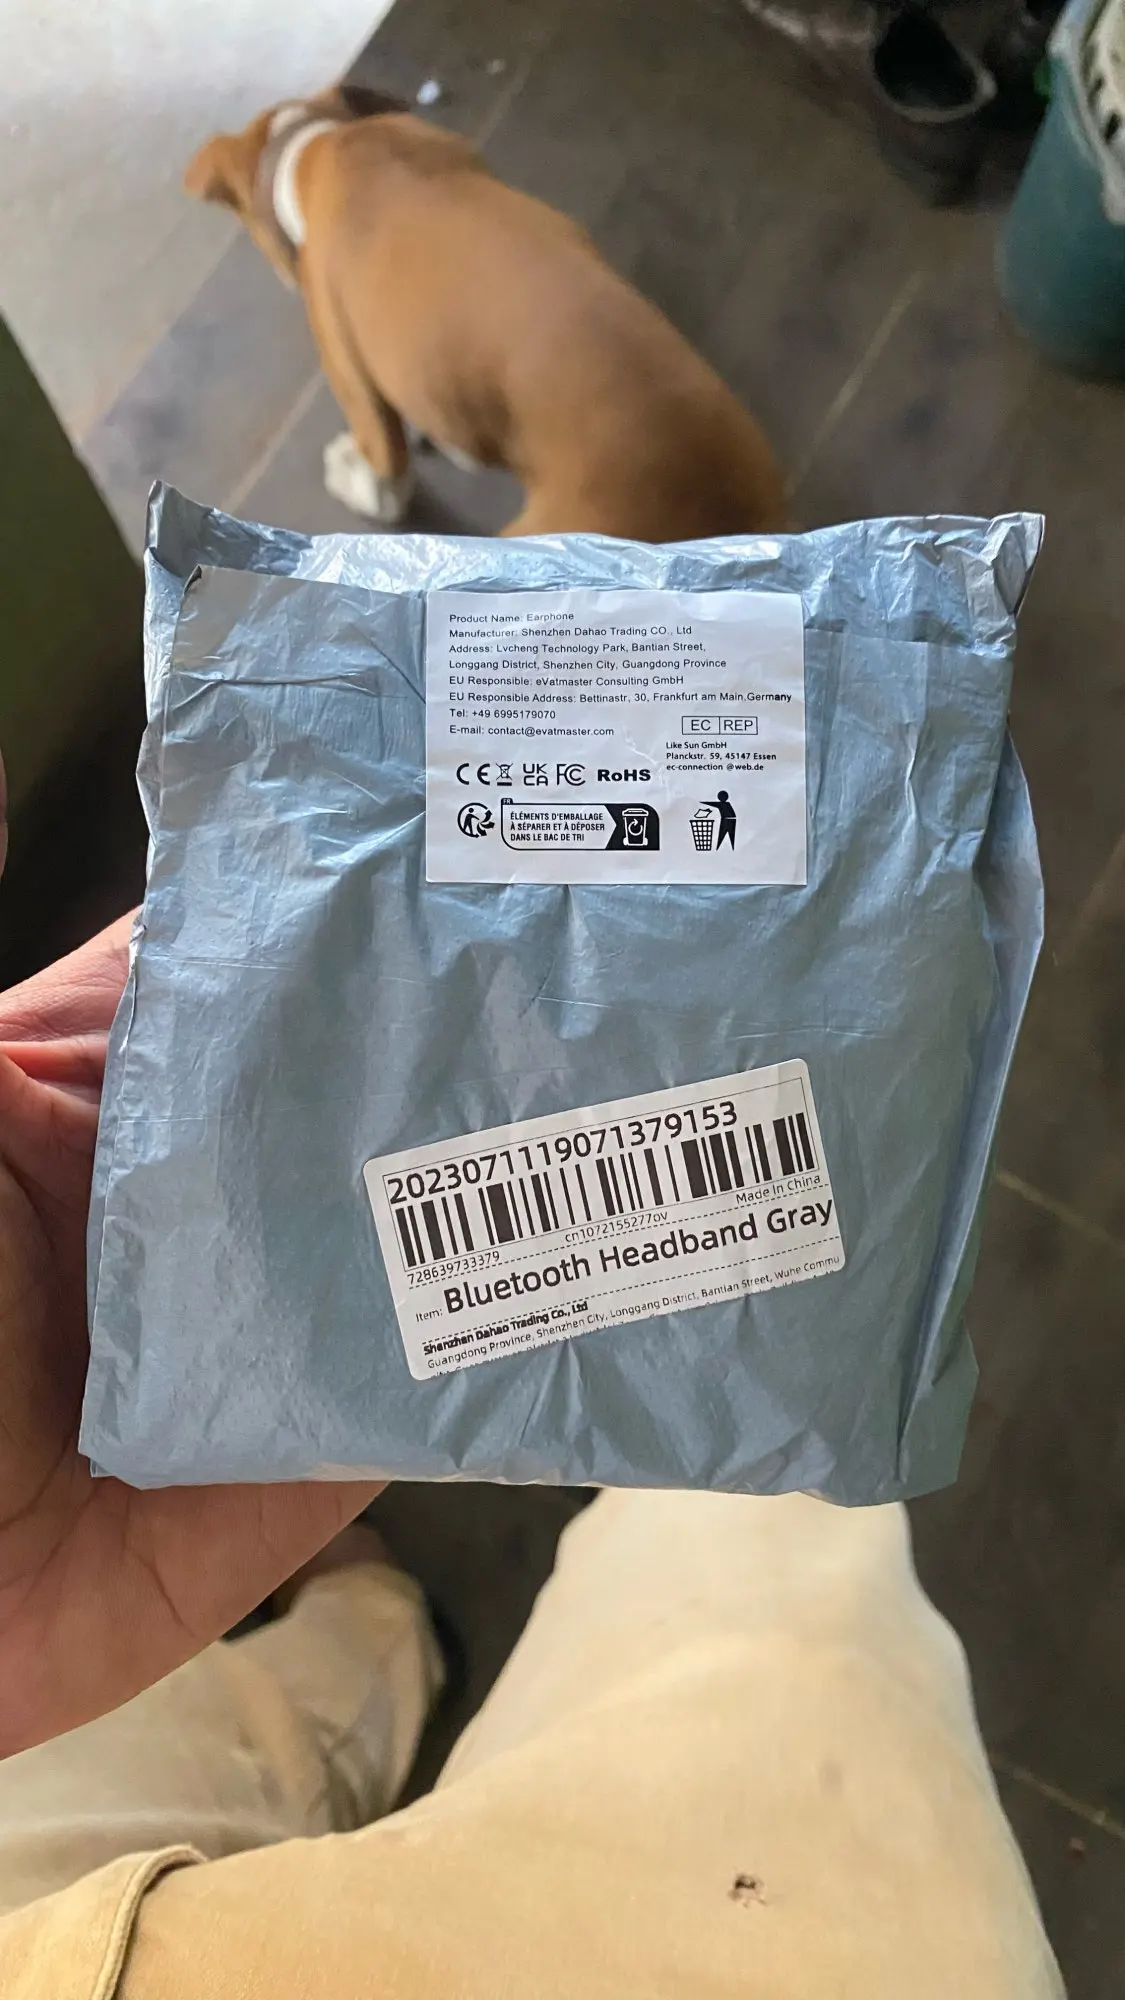 Product Name: Earphone
Manufacturer: Shenzhen Dahao Trading CO., Ltd
Address: Lvcheng Technology Park, Bantian Street,
Longgang District, Shenzhen City, Guangdong Province
EU Responsible: eVatmaster Consulting GmbH
EU Responsible Address: Bettinastr, 30, Frankfurt am Main,Germany
Tel: +49 6995179070
E-mail: contact@evatmaster.com
EC REP
Like Sun GmbH
Planckstr. 59, 45147 Essen
ec-connection @web.de
CE UK CA FC RoHS
FR
ÉLÉMENTS D'EMBALLAGE
À SÉPARER ET À DÉPOSER
DANS LE BAC DE TRI
2023071119071379153
728639733379
cn1072155277ov
Made In China
Item: Bluetooth Headband Gray
Shenzhen Dahao Trading Co., Ltd
Guangdong Province, Shenzhen City, Longgang District, Bantian Street, Wuhe Commu